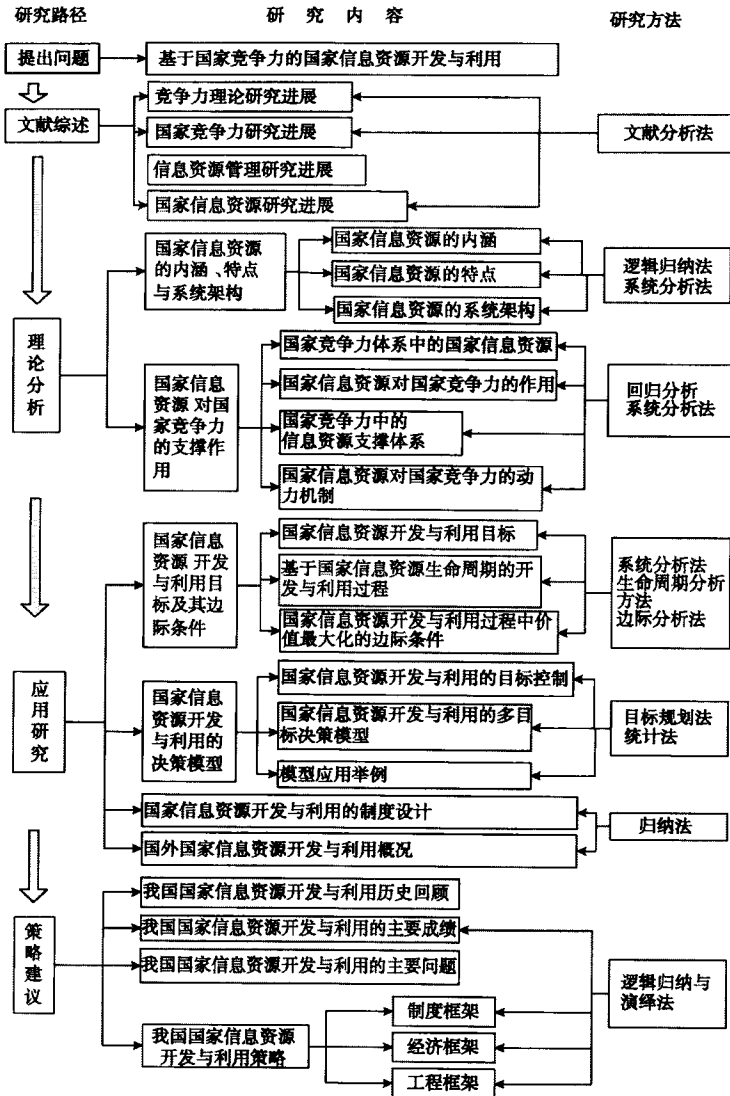 研究路径
研究内容
研究方法
提出问题
基于国家竞争力的国家信息资源开发与利用
文献综述
竞争力理论研究进展
国家竞争力研究进展
信息资源管理研究进展
国家信息资源研究进展
文献分析法
理
论
分
析
国家信息资源
的内涵、特点
与系统架构
国家信息资源的内涵
国家信息资源的特点
国家信息资源的系统架构
逻辑归纳法
系统分析法
国家信息
资源对国
家竞争力
的支撑作
用
国家竞争力体系中的国家信息资源
国家信息资源对国家竞争力的作用
国家竞争力中的
信息资源支撑体系
国家信息资源对国家竞争力的动
力机制
回归分析
系统分析法
应
用
研
究
国家信息
资源开发
与利用目
标及其边
际条件
国家信息资源开发与利用目标
基于国家信息资源生命周期的开
发与利用过程
国家信息资源开发与利用过程中价
值最大化的边际条件
系统分析法
生命周期分析
方法
边际分析法
国家信息
资源开发
与利用的
决策模型
国家信息资源开发与利用的目标控制
国家信息资源开发与利用的多目
标决策模型
模型应用举例
目标规划法
统计法
国家信息资源开发与利用的制度设计
国外国家信息资源开发与利用概况
归纳法
策
略
建
议
我国国家信息资源开发与利用历史回顾
我国国家信息资源开发与利用的主要成绩
我国国家信息资源开发与利用的主要问题
我国国家信息资源
开发与利用策略
制度框架
经济框架
工程框架
逻辑归纳与
演绎法